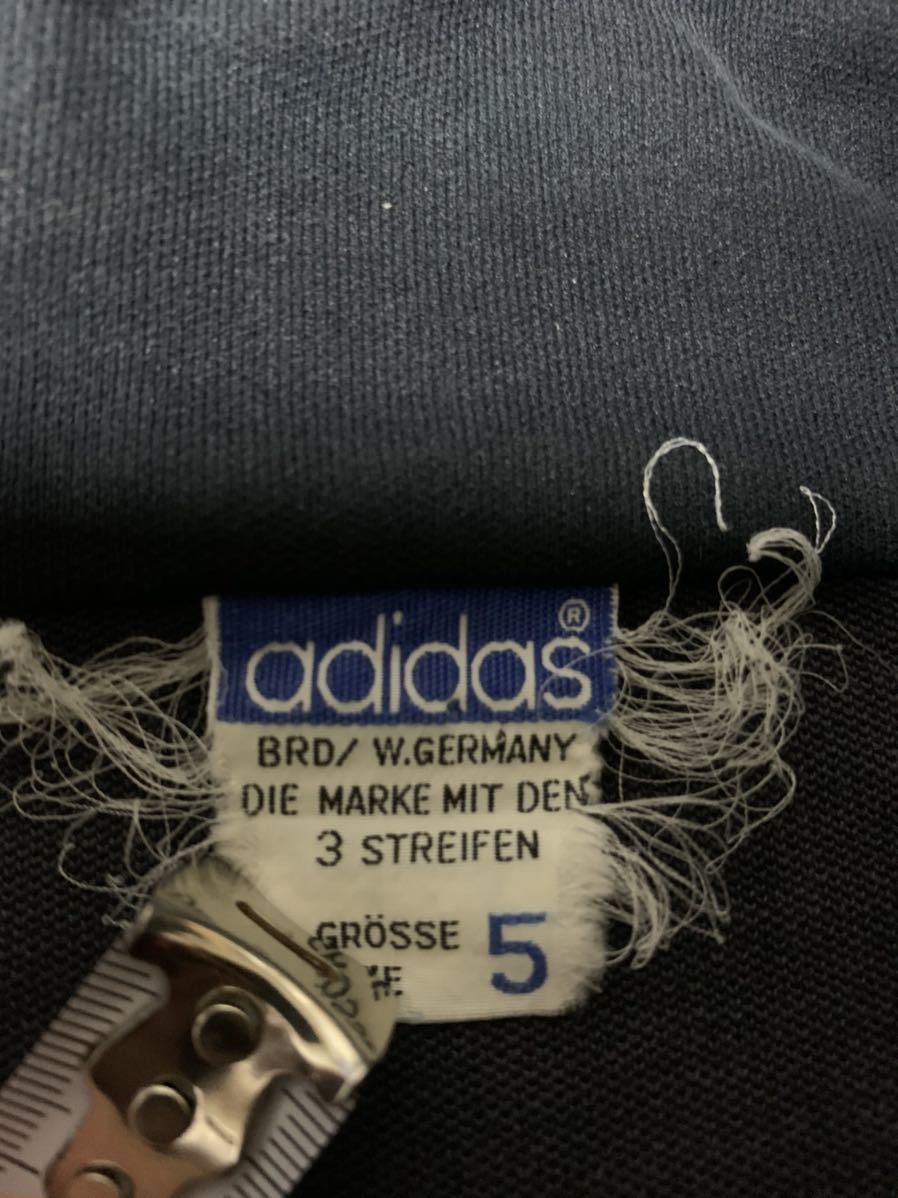 adidas®
BRD/ W.GERMANY
DIE MARKE MIT DEN
3 STREIFEN
GRÖSSE 5